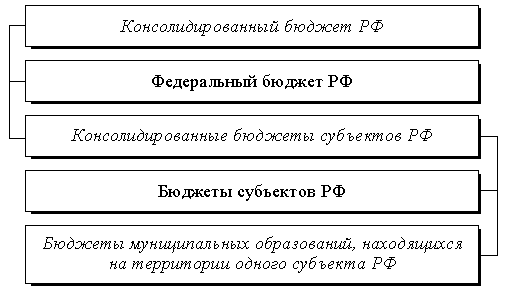 Консолидированный бюджет РФ
Федеральный бюджет РФ
Консолидированные бюджеты субъектов РФ
Бюджеты субъектов РФ
Бюджеты муниципальных образований, находящихся
на территории одного субъекта РФ